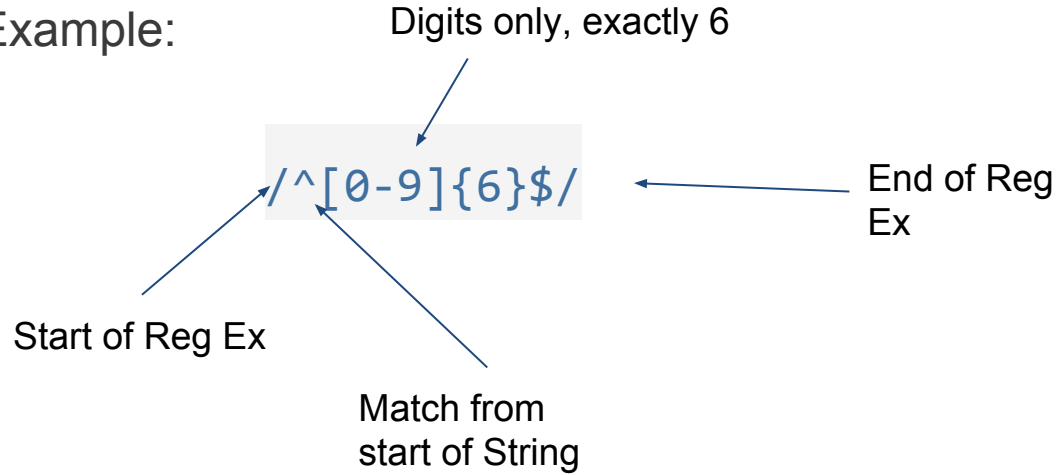 Example:
Digits only, exactly 6
/^[0-9]{6}$/
End of Reg
Ex
Start of Reg Ex
Match from
start of String